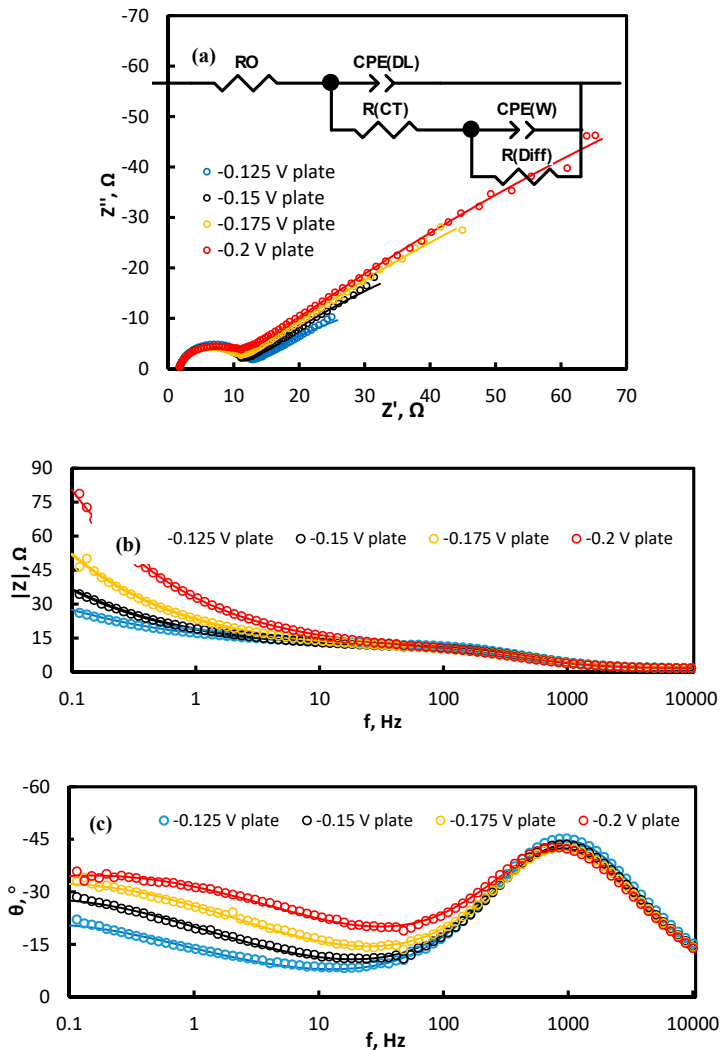 (a)
RO
CPE(DL)
R(CT)
CPE(W)
R(Diff)
-70
-60
-50
-40
-30
-20
-10
0
Z'', Ω
-0.125 V plate
-0.15 V plate
-0.175 V plate
-0.2 V plate
0 10 20 30 40 50 60 70
Z', Ω
90
75
60
45
30
15
0
|Z|, Ω
(b)
-0.125 V plate -0.15 V plate -0.175 V plate -0.2 V plate
0.1 1 10 100 1000 10000
f, Hz
-60
-45
-30
-15
0
θ, °
(c)
-0.125 V plate -0.15 V plate -0.175 V plate -0.2 V plate
0.1 1 10 100 1000 10000
f, Hz